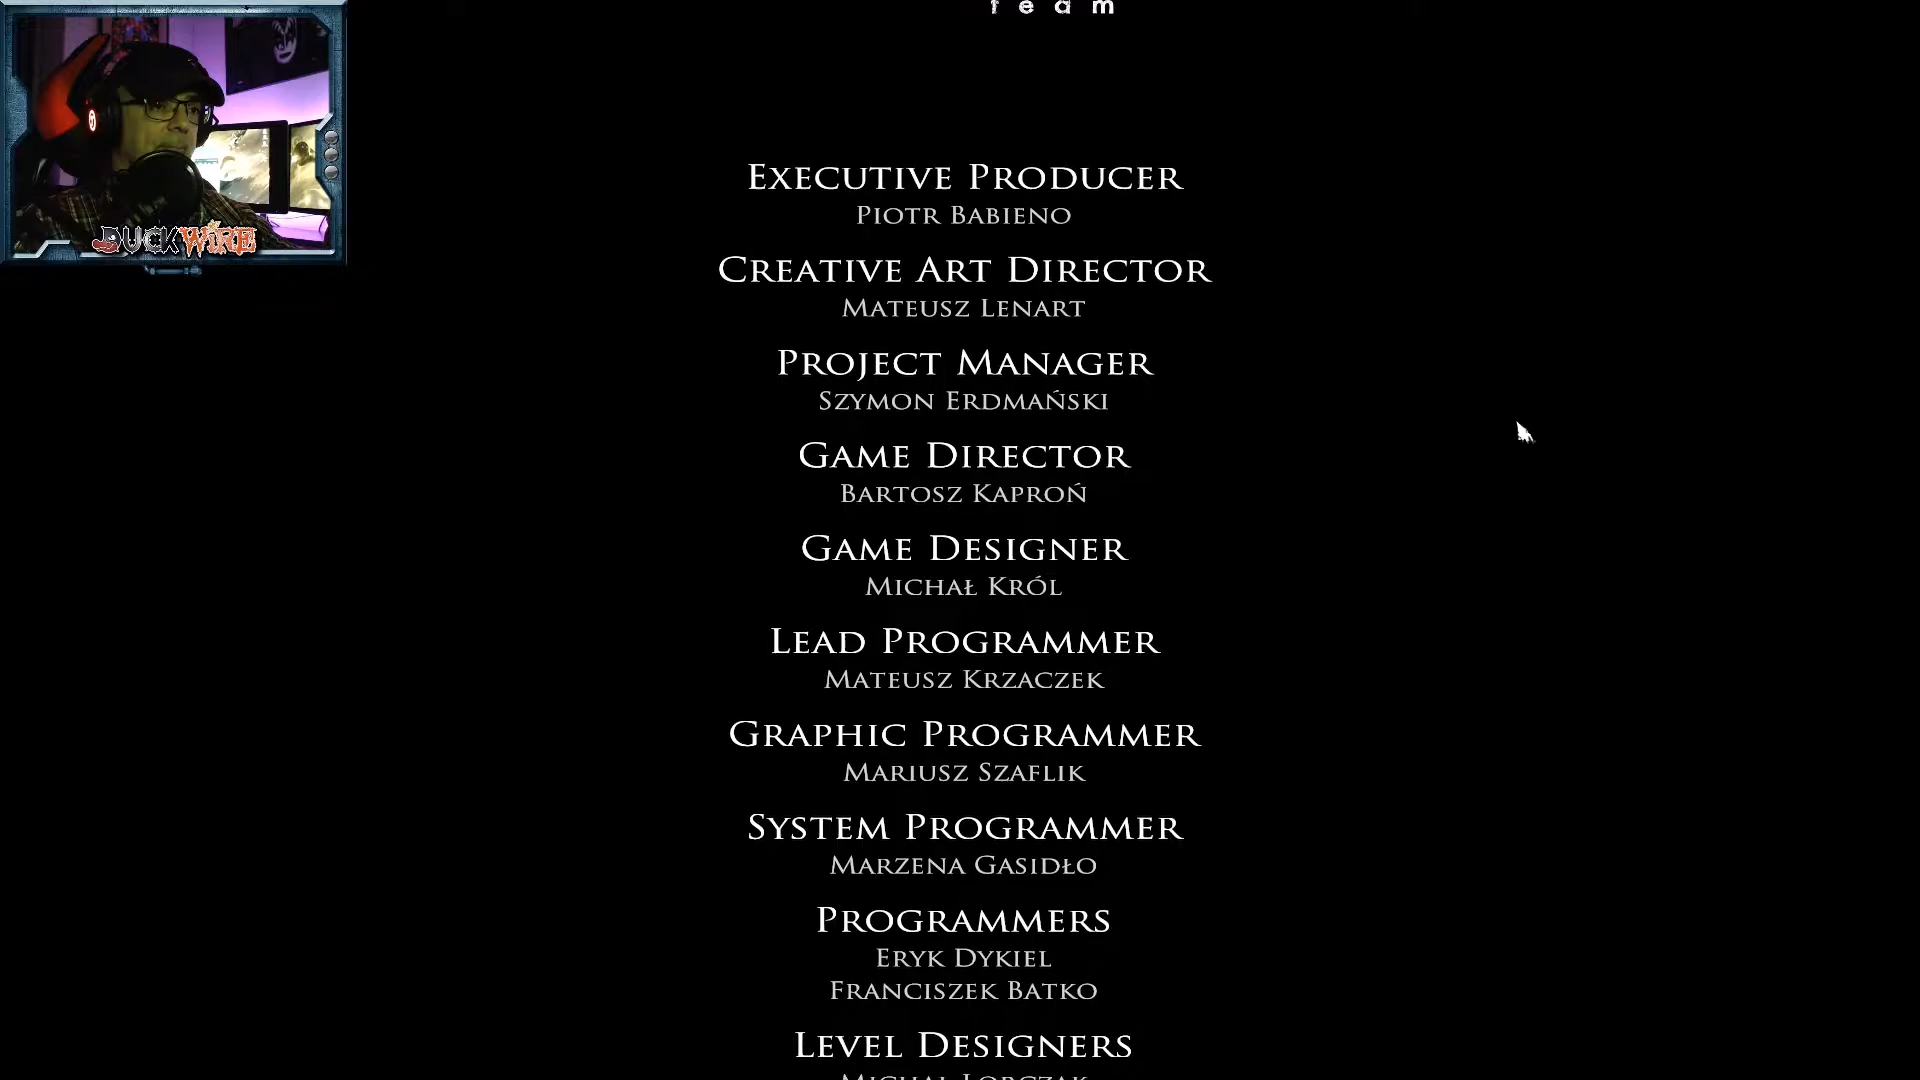 Team
DUCKWIRE
EXECUTIVE PRODUCER
PIOTR BABIENO
CREATIVE ART DIRECTOR
MATEUSZ LENART
PROJECT MANAGER
SZYMON ERDMAŃSKI
GAME DIRECTOR
BARTOSZ KAPROŃ
GAME DESIGNER
MICHAŁ KRÓL
LEAD PROGRAMMER
MATEUSZ KRZACZEK
GRAPHIC PROGRAMMER
MARIUSZ SZAFLIK
SYSTEM PROGRAMMER
MARZENA GASIDŁO
PROGRAMMERS
ERYK DYKIEL
FRANCISZEK BATKO
LEVEL DESIGNERS